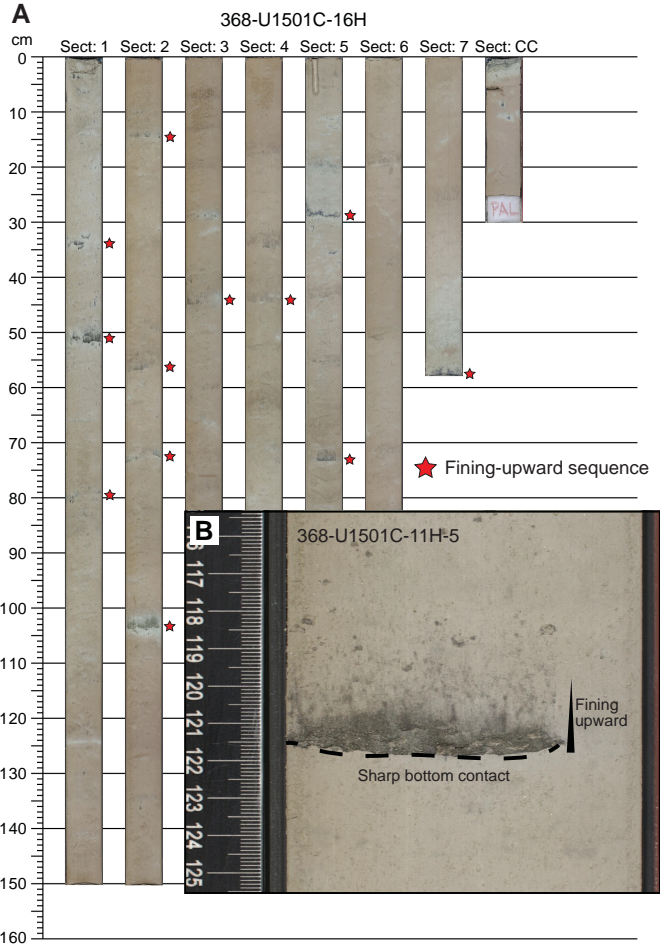 A
368-U1501C-16H
cm
Sect: 1 Sect: 2 Sect: 3 Sect: 4 Sect: 5 Sect: 6 Sect: 7 Sect: CC
0
10
20
30
PAL
40
50
60
70
Fining-upward sequence
80
90
100
110
120
130
140
150
160
B
368-U1501C-11H-5
117
118
119
120
121
122
123
124
125
Fining
upward
Sharp bottom contact